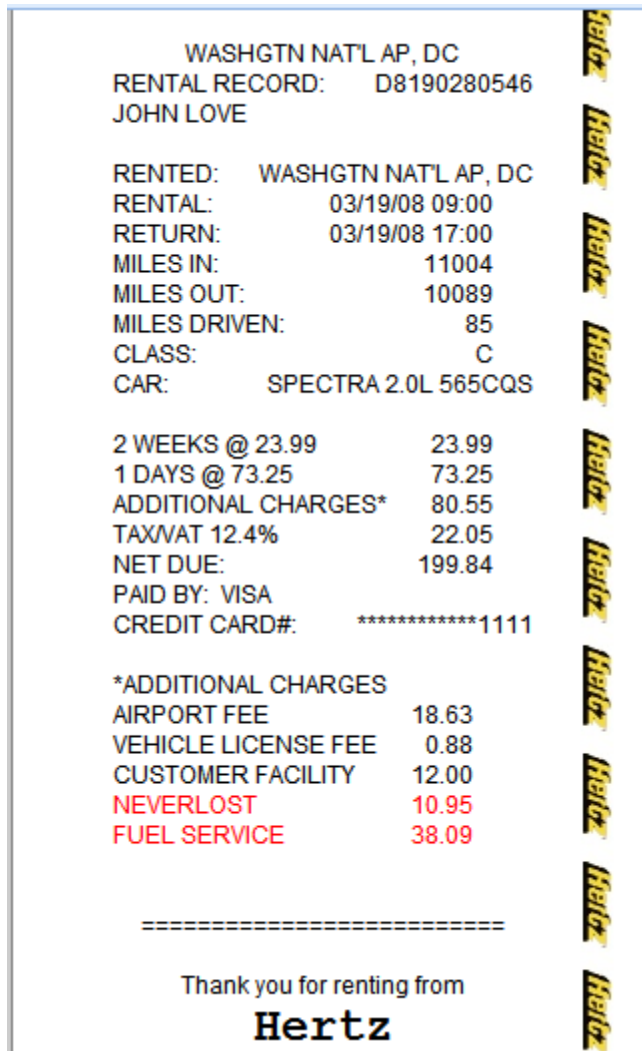 WASHGTN NAT'L AP, DC
RENTAL RECORD: D8190280546
JOHN LOVE
RENTED: WASHGTN NAT'L AP, DC
RENTAL: 03/19/08 09:00
RETURN: 03/19/08 17:00
MILES IN: 11004
MILES OUT: 10089
MILES DRIVEN: 85
CLASS: C
CAR: SPECTRA 2.0L 565CQS
2 WEEKS @ 23.99 23.99
1 DAYS @ 73.25 73.25
ADDITIONAL CHARGES* 80.55
TAX/VAT 12.4% 22.05
NET DUE: 199.84
PAID BY: VISA
CREDIT CARD#: ************1111
*ADDITIONAL CHARGES
AIRPORT FEE 18.63
VEHICLE LICENSE FEE 0.88
CUSTOMER FACILITY 12.00
NEVERLOST 10.95
FUEL SERVICE 38.09
==========================
Thank you for renting from
Hertz
Hertz
Hertz
Hertz
Hertz
Hertz
Hertz
Hertz
Hertz
Hertz
Hertz